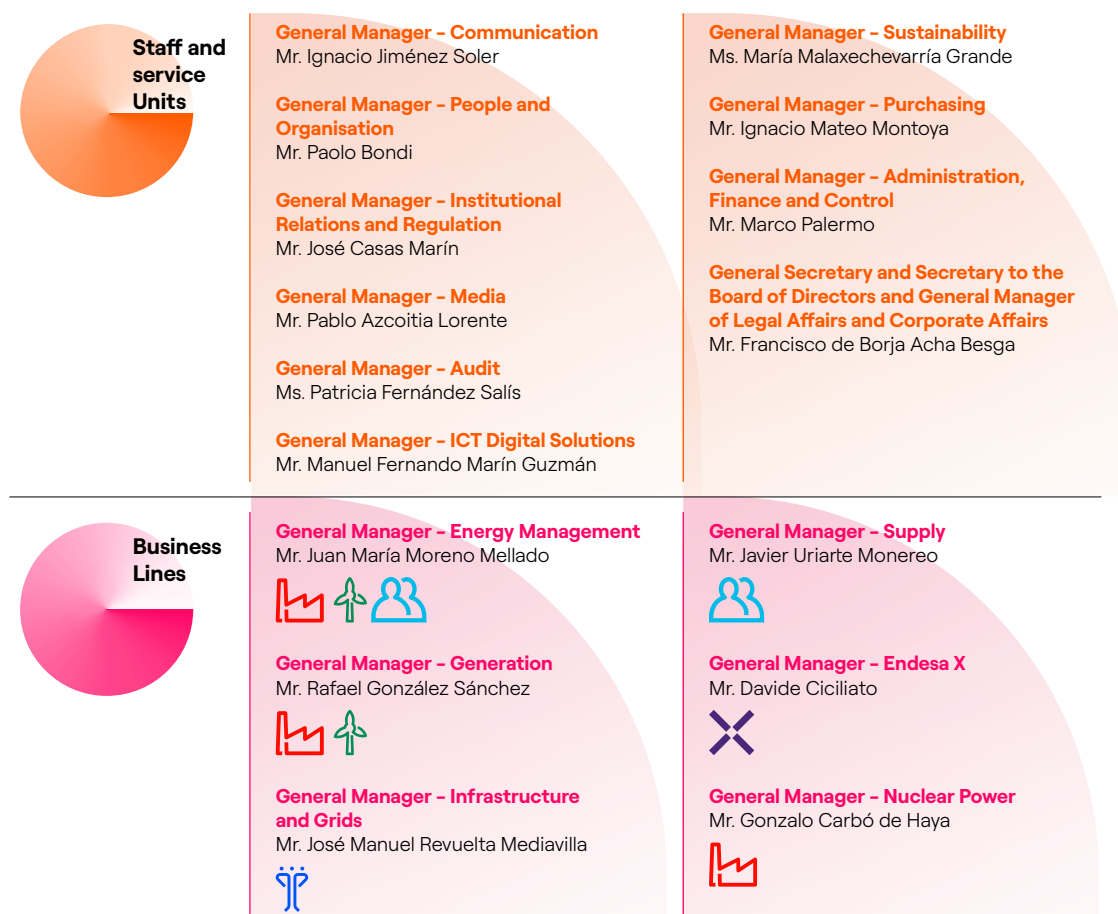 Staff and
service
Units
General Manager – Communication
Mr. Ignacio Jiménez Soler
General Manager – People and
Organisation
Mr. Paolo Bondi
General Manager – Institutional
Relations and Regulation
Mr. José Casas Marín
General Manager – Media
Mr. Pablo Azcoitia Lorente
General Manager – Audit
Ms. Patricia Fernández Salís
General Manager – ICT Digital Solutions
Mr. Manuel Fernando Marín Guzmán
General Manager – Sustainability
Ms. María Malaxechevarría Grande
General Manager – Purchasing
Mr. Ignacio Mateo Montoya
General Manager – Administration,
Finance and Control
Mr. Marco Palermo
General Secretary and Secretary to the
Board of Directors and General Manager
of Legal Affairs and Corporate Affairs
Mr. Francisco de Borja Acha Besga
Business
Lines
General Manager – Energy Management
Mr. Juan María Moreno Mellado
General Manager – Generation
Mr. Rafael González Sánchez
General Manager – Infrastructure
and Grids
Mr. José Manuel Revuelta Mediavilla
General Manager – Supply
Mr. Javier Uriarte Monereo
General Manager – Endesa X
Mr. Davide Ciciliato
General Manager – Nuclear Power
Mr. Gonzalo Carbó de Haya